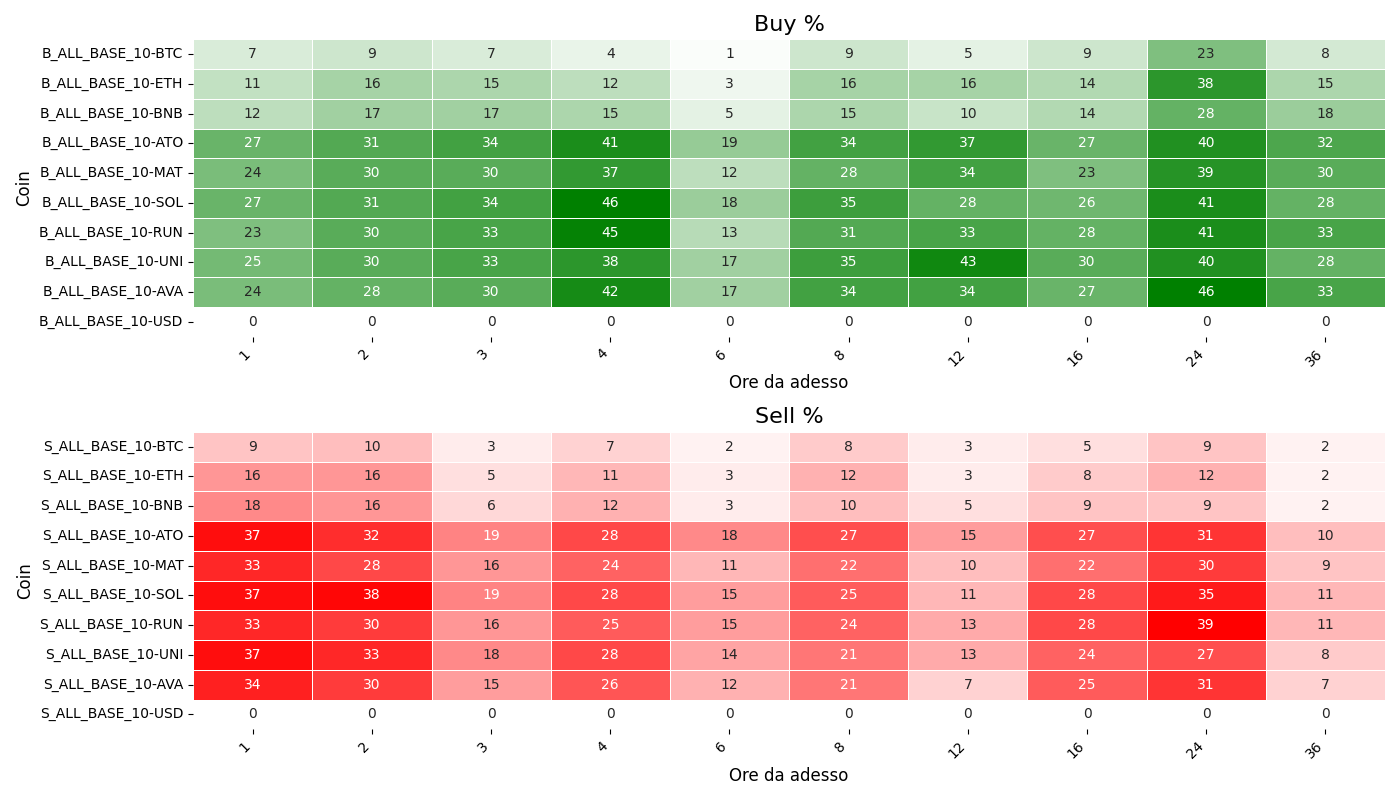 Buy %
Coin
B_ALL_BASE_10-BTC 7 9 7 4 1 9 5 9 23 8
B_ALL_BASE_10-ETH 11 16 15 12 3 16 16 14 38 15
B_ALL_BASE_10-BNB 12 17 17 15 5 15 10 14 28 18
B_ALL_BASE_10-ATO 27 31 34 41 19 34 37 27 40 32
B_ALL_BASE_10-MAT 24 30 30 37 12 28 34 23 39 30
B_ALL_BASE_10-SOL 27 31 34 46 18 35 28 26 41 28
B_ALL_BASE_10-RUN 23 30 33 45 13 31 33 28 41 33
B_ALL_BASE_10-UNI 25 30 33 38 17 35 43 30 40 28
B_ALL_BASE_10-AVA 24 28 30 42 17 34 34 27 46 33
B_ALL_BASE_10-USD 0 0 0 0 0 0 0 0 0 0
1 2 3 4 6 8 12 16 24 36
Ore da adesso
Sell %
Coin
S_ALL_BASE_10-BTC 9 10 3 7 2 8 3 5 9 2
S_ALL_BASE_10-ETH 16 16 5 11 3 12 3 8 12 2
S_ALL_BASE_10-BNB 18 16 6 12 3 10 5 9 9 2
S_ALL_BASE_10-ATO 37 32 19 28 18 27 15 27 31 10
S_ALL_BASE_10-MAT 33 28 16 24 11 22 10 22 30 9
S_ALL_BASE_10-SOL 37 38 19 28 15 25 11 28 35 11
S_ALL_BASE_10-RUN 33 30 16 25 15 24 13 28 39 11
S_ALL_BASE_10-UNI 37 33 18 28 14 21 13 24 27 8
S_ALL_BASE_10-AVA 34 30 15 26 12 21 7 25 31 7
S_ALL_BASE_10-USD 0 0 0 0 0 0 0 0 0 0
1 2 3 4 6 8 12 16 24 36
Ore da adesso